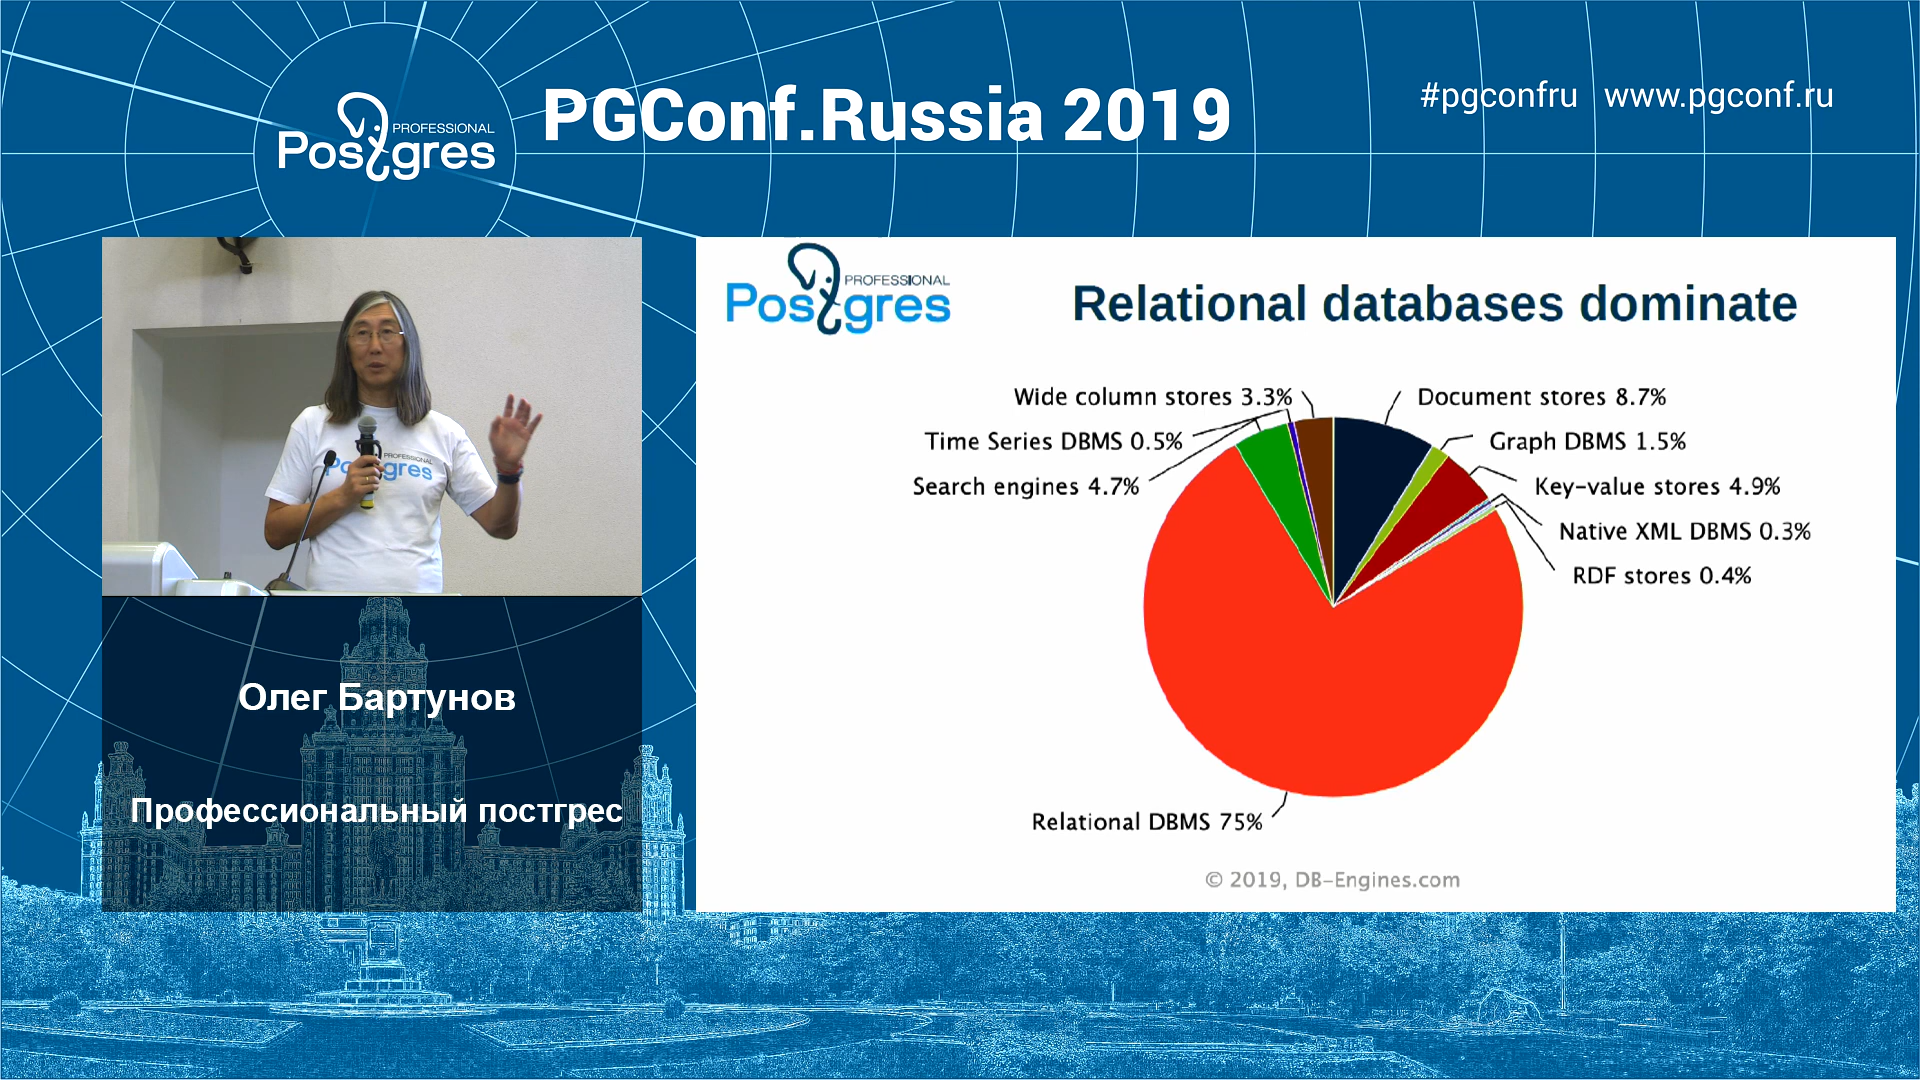 PROFESSIONAL
Postgres
PGConf.Russia 2019
#pgconfru www.pgconf.ru
PROFESSIONAL
Postgres
Олег Бартунов
Профессиональный постгрес
PROFESSIONAL
Postgres
Relational databases dominate
Wide column stores 3.3%
Document stores 8.7%
Time Series DBMS 0.5%
Graph DBMS 1.5%
Search engines 4.7%
Key-value stores 4.9%
Native XML DBMS 0.3%
RDF stores 0.4%
Relational DBMS 75%
© 2019, DB-Engines.com